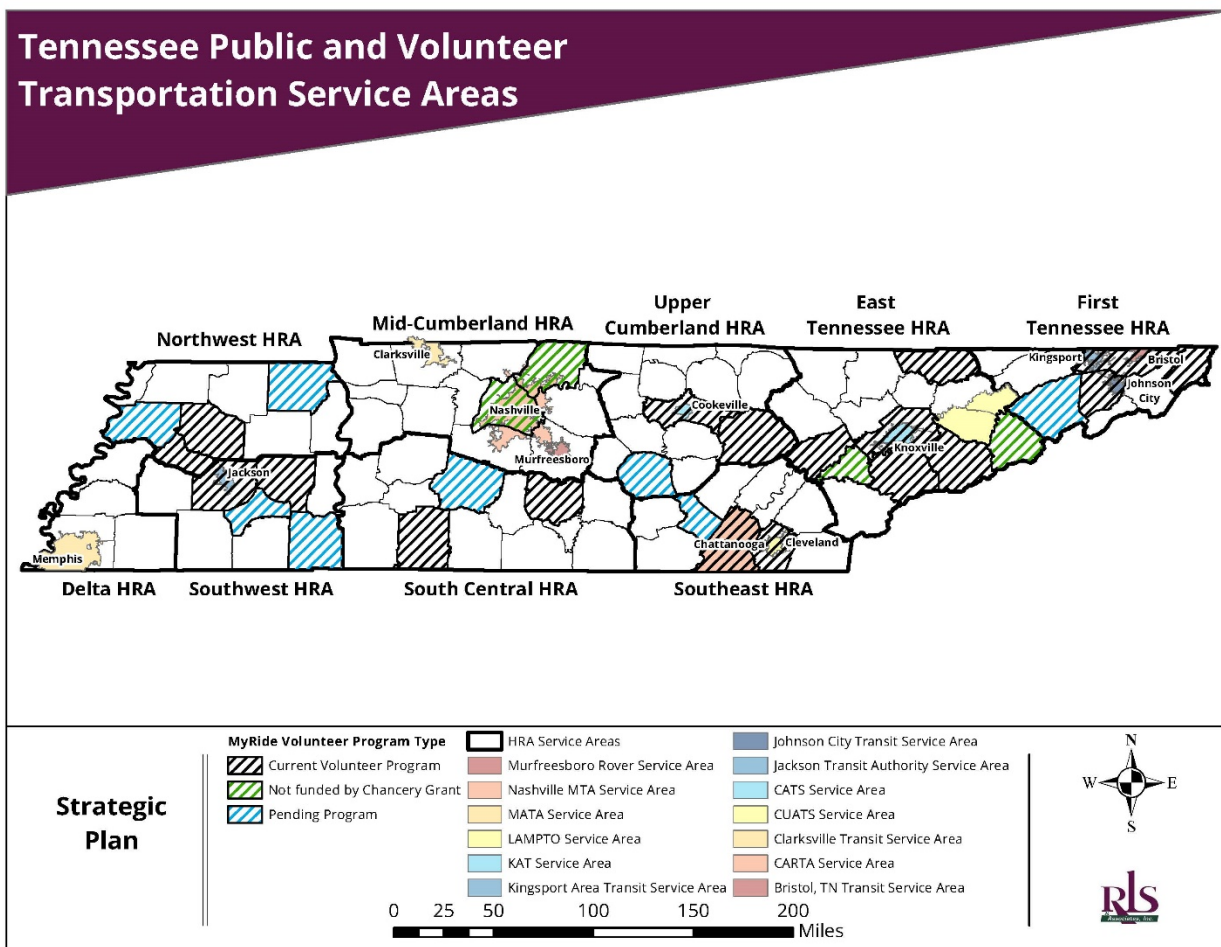 Tennessee Public and Volunteer
Transportation Service Areas
Northwest HRA
Mid-Cumberland HRA
Upper
Cumberland HRA
East
Tennessee HRA
First
Tennessee HRA
Clarksville
Kingsport
Bristol
Johnson
City
Nashville
Cookeville
Knoxville
Murfreesboro
Jackson
Memphis
Chattanooga
Cleveland
Delta HRA
Southwest HRA
South Central HRA
Southeast HRA
Strategic
Plan
MyRide Volunteer Program Type
Current Volunteer Program
Not funded by Chancery Grant
Pending Program
HRA Service Areas
Murfreesboro Rover Service Area
Nashville MTA Service Area
MATA Service Area
LAMPTO Service Area
KAT Service Area
Kingsport Area Transit Service Area
Johnson City Transit Service Area
Jackson Transit Authority Service Area
CATS Service Area
CUATS Service Area
Clarksville Transit Service Area
CARTA Service Area
Bristol, TN Transit Service Area
0 25 50 100 150 200
Miles
N
W E
S
RLS
& Associates, Inc.